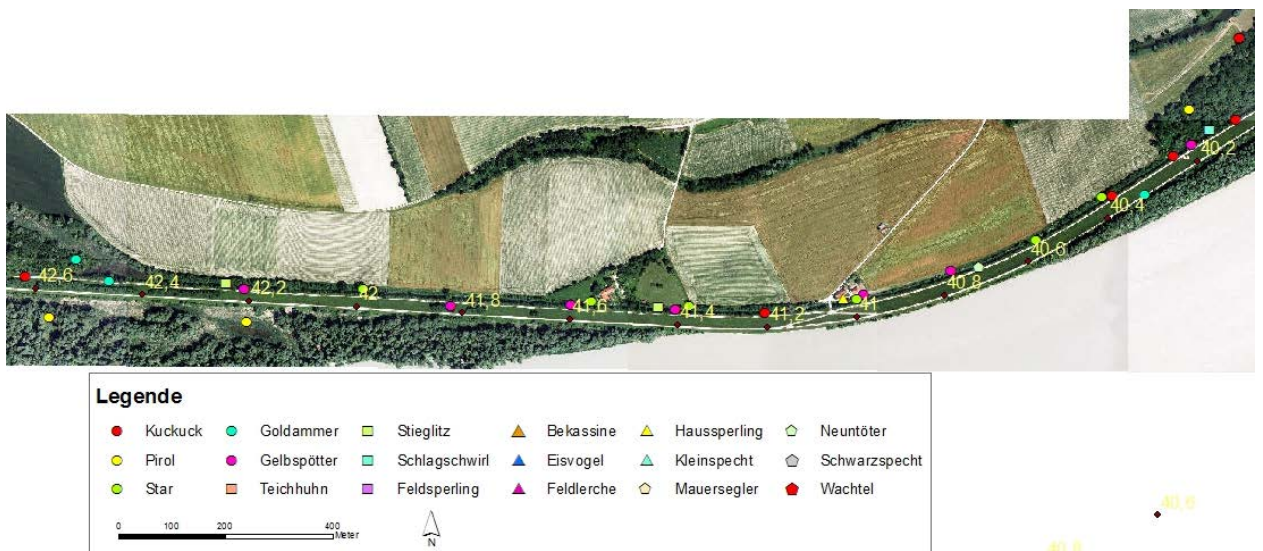 40,2
40,4
40,6
42,6 42,4 42,2 42 41,8 41,6 41,4 41,2 41 40,8
Legende
Kuckuck Goldammer Stieglitz Bekassine Haussperling Neuntöter
Pirol Gelbspötter Schlagschwirl Eisvogel Kleinspecht Schwarzspecht
Star Teichhuhn Feldsperling Feldlerche Mauersegler Wachtel
0 100 200 400
Meter
N